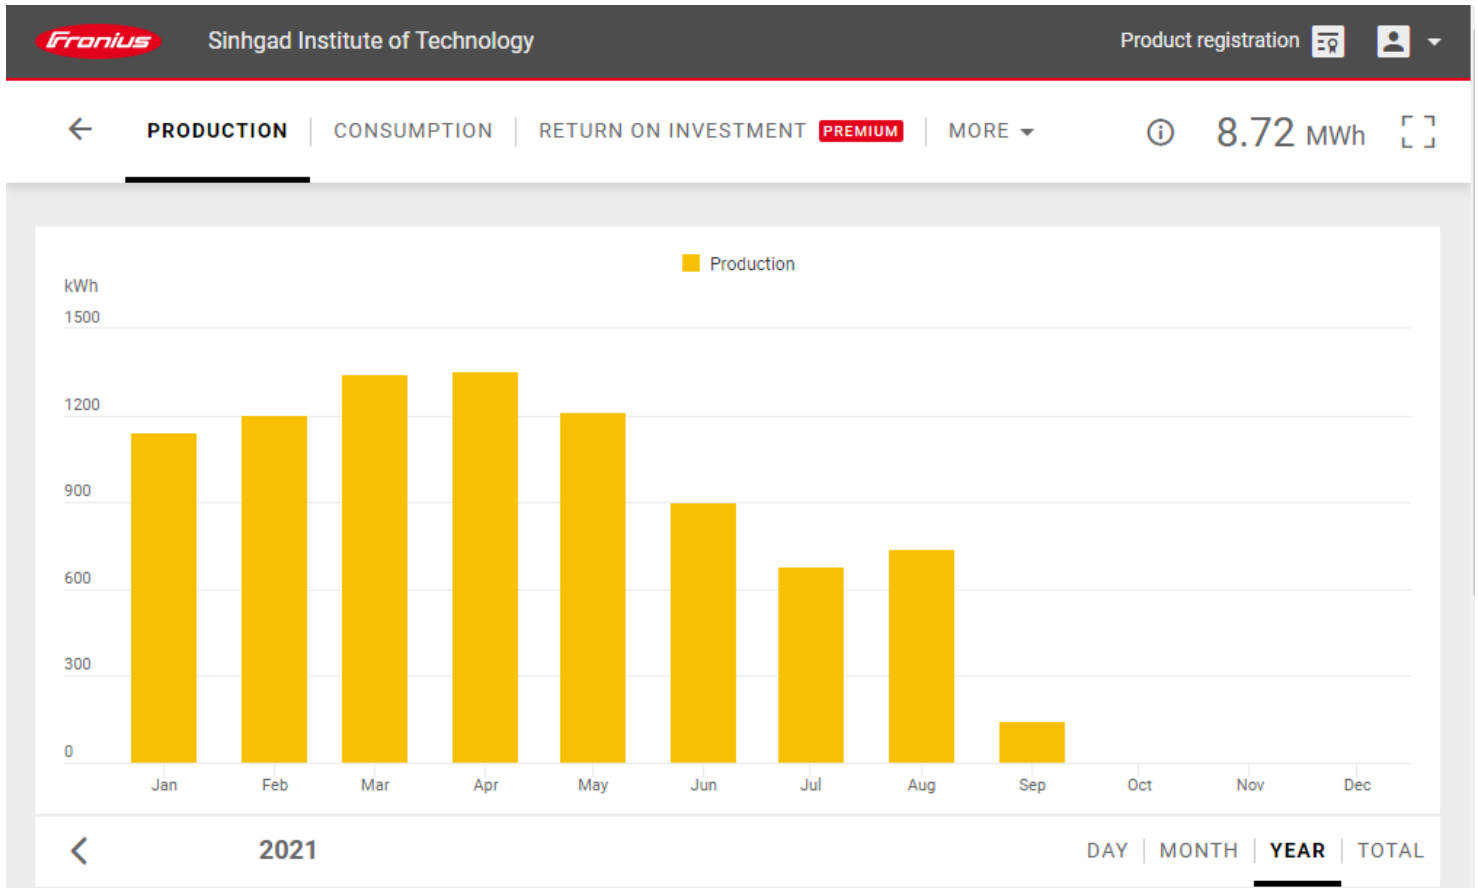 Fronius Sinhgad Institute of Technology Product registration
PRODUCTION CONSUMPTION RETURN ON INVESTMENT PREMIUM MORE 8.72 MWh
Production
kWh
1500
1200
900
600
300
0
Jan Feb Mar Apr May Jun Jul Aug Sep Oct Nov Dec
2021 DAY MONTH YEAR TOTAL